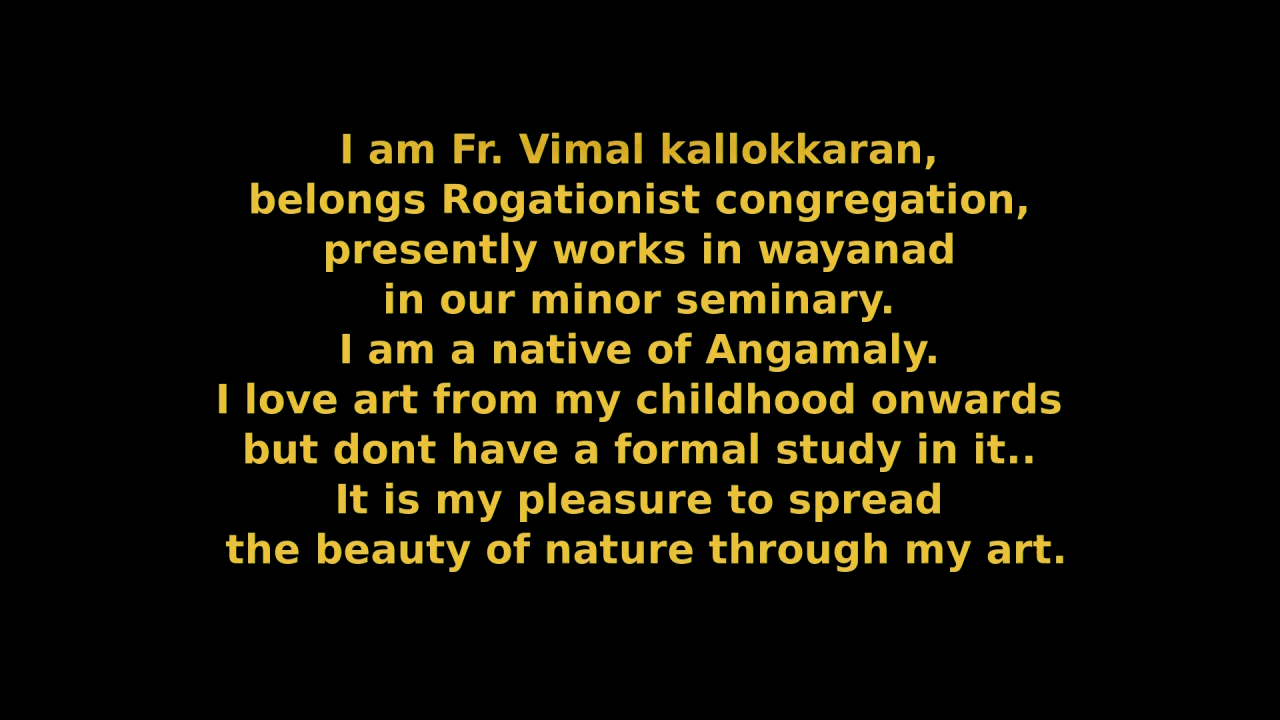 I am Fr. Vimal kallokkaran,
belongs Rogationist congregation,
presently works in wayanad
in our minor seminary.
I am a native of Angamaly.
I love art from my childhood onwards
but dont have a formal study in it..
It is my pleasure to spread
the beauty of nature through my art.